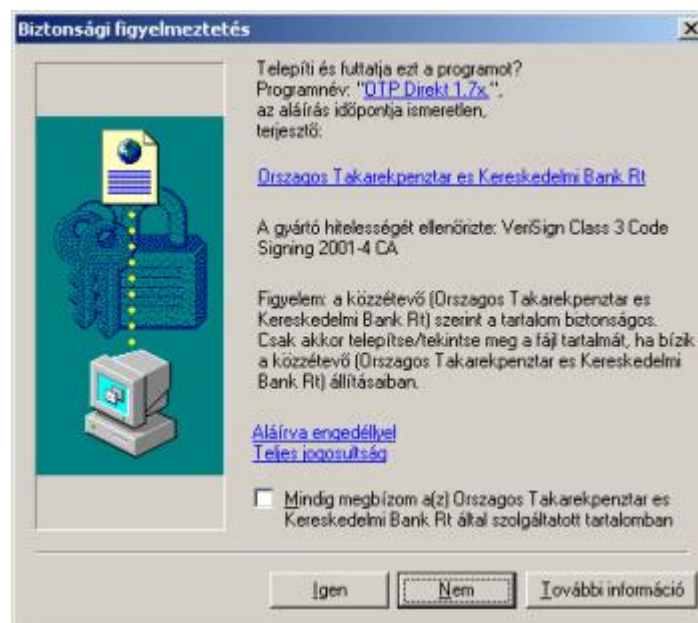 Biztonsági figyelmeztetés
Telepíti és futtatja ezt a programot?
Programnév: "OTP Direkt 1.7x.",
az aláírás időpontja ismeretlen,
terjesztő:
Orszagos Takarekpenztar es Kereskedelmi Bank Rt
A gyártó hitelességét ellenőrizte: VeriSign Class 3 Code
Signing 2001-4 CA
Figyelem: a közzétevő (Orszagos Takarekpenztar es
Kereskedelmi Bank Rt) szerint a tartalom biztonságos.
Csak akkor telepítse/tekintse meg a fájl tartalmát, ha bízik
a közzétevő (Orszagos Takarekpenztar es Kereskedelmi
Bank Rt) állításaiban.
Aláírva engedéllyel
Teljes jogosultság
Mindig megbízom a(z) Orszagos Takarekpenztar es
Kereskedelmi Bank Rt által szolgáltatott tartalomban
Igen
Nem
További információ